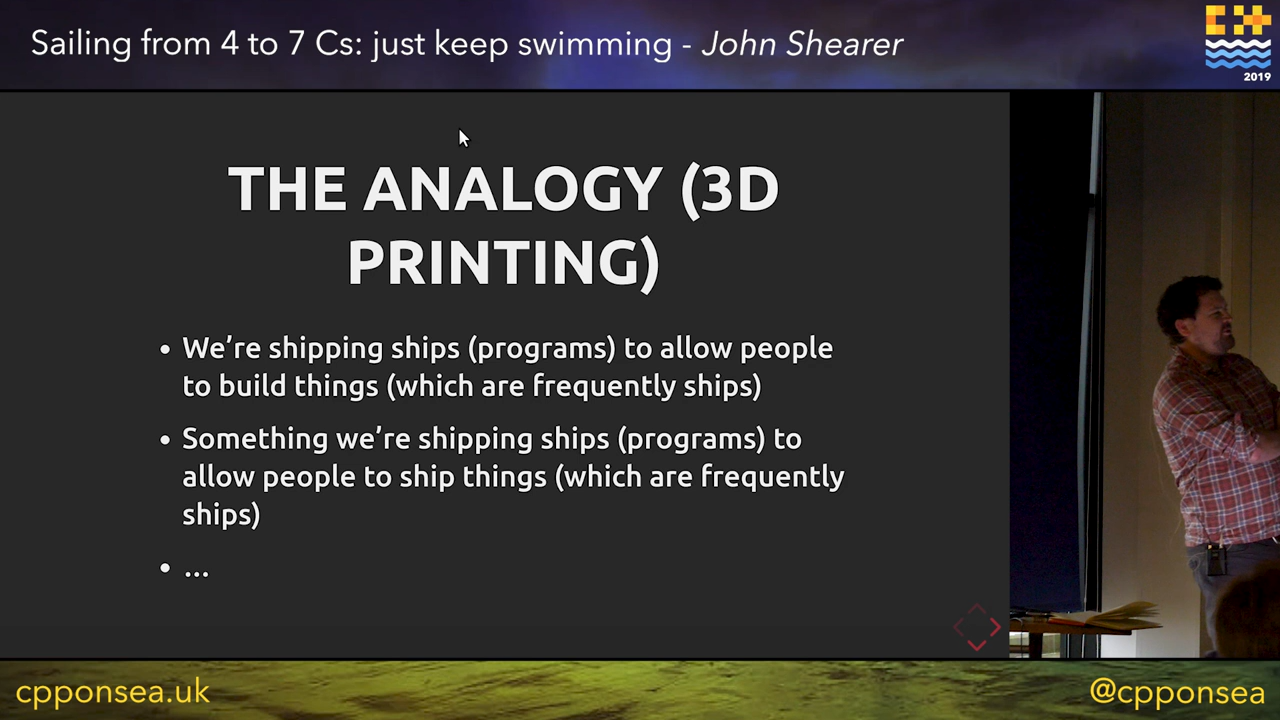 Sailing from 4 to 7 Cs: just keep swimming - John Shearer
2019
THE ANALOGY (3D
PRINTING)
• We're shipping ships (programs) to allow people
to build things (which are frequently ships)
• Something we're shipping ships (programs) to
allow people to ship things (which are frequently
ships)
• ...
cpponsea.uk
@cpponsea